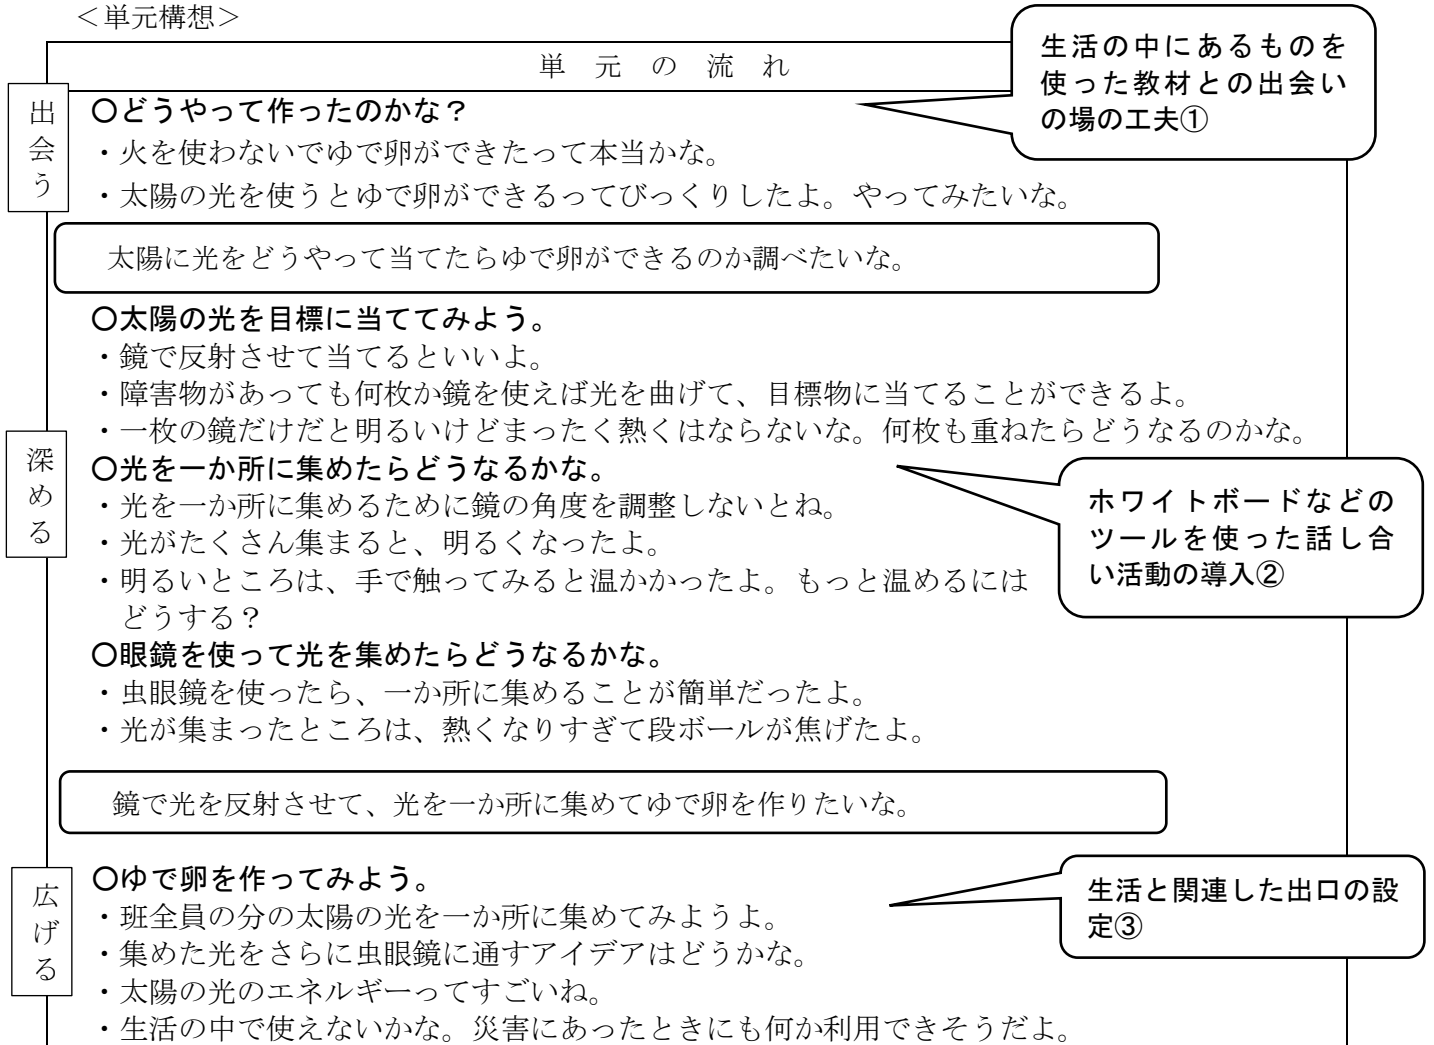 ＜単元構想＞
単元の流れ
生活の中にあるものを
使った教材との出会い
の場の工夫①
出会う
〇どうやって作ったのかな？
・火を使わないでゆで卵ができたって本当かな。
・太陽の光を使うとゆで卵ができるってびっくりしたよ。やってみたいな。
太陽に光をどうやって当てたらゆで卵ができるのか調べたいな。
深める
〇太陽の光を目標に当ててみよう。
・鏡で反射させて当てるといいよ。
・障害物があっても何枚か鏡を使えば光を曲げて、目標物に当てることができるよ。
・一枚の鏡だけだと明るいけどまったく熱くはならないな。何枚も重ねたらどうなるのかな。
〇光を一か所に集めたらどうなるかな。
・光を一か所に集めるために鏡の角度を調整しないとね。
・光がたくさん集まると、明るくなったよ。
・明るいところは、手で触ってみると温かかったよ。もっと温めるには
どうする？
ホワイトボードなどの
ツールを使った話し合
い活動の導入②
〇眼鏡を使って光を集めたらどうなるかな。
・虫眼鏡を使ったら、一か所に集めることが簡単だったよ。
・光が集まったところは、熱くなりすぎて段ボールが焦げたよ。
鏡で光を反射させて、光を一か所に集めてゆで卵を作りたいな。
広げる
〇ゆで卵を作ってみよう。
・班全員の分の太陽の光を一か所に集めてみようよ。
・集めた光をさらに虫眼鏡に通すアイデアはどうかな。
・太陽の光のエネルギーってすごいね。
・生活の中で使えないかな。災害にあったときにも何か利用できそうだよ。
生活と関連した出口の設
定③